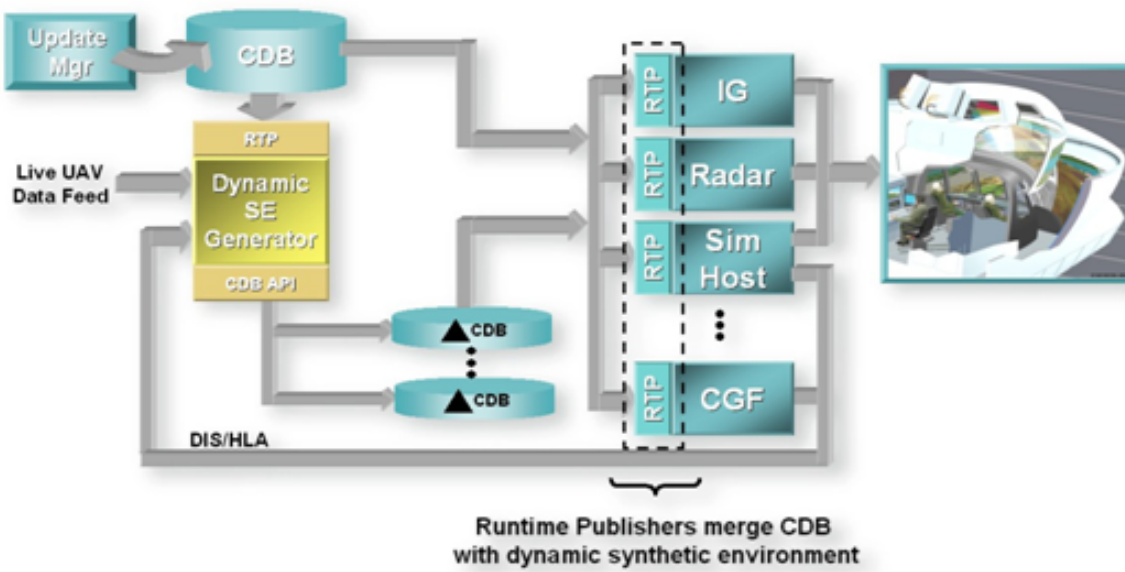 Update
Mgr
CDB
RTP
Live UAV
Data Feed
Dynamic
SE
Generator
CDB API
CDB
CDB
DIS/HLA
RTP
IG
RTP
Radar
RTP
Sim
Host
RTP
CGF
Runtime Publishers merge CDB
with dynamic synthetic environment